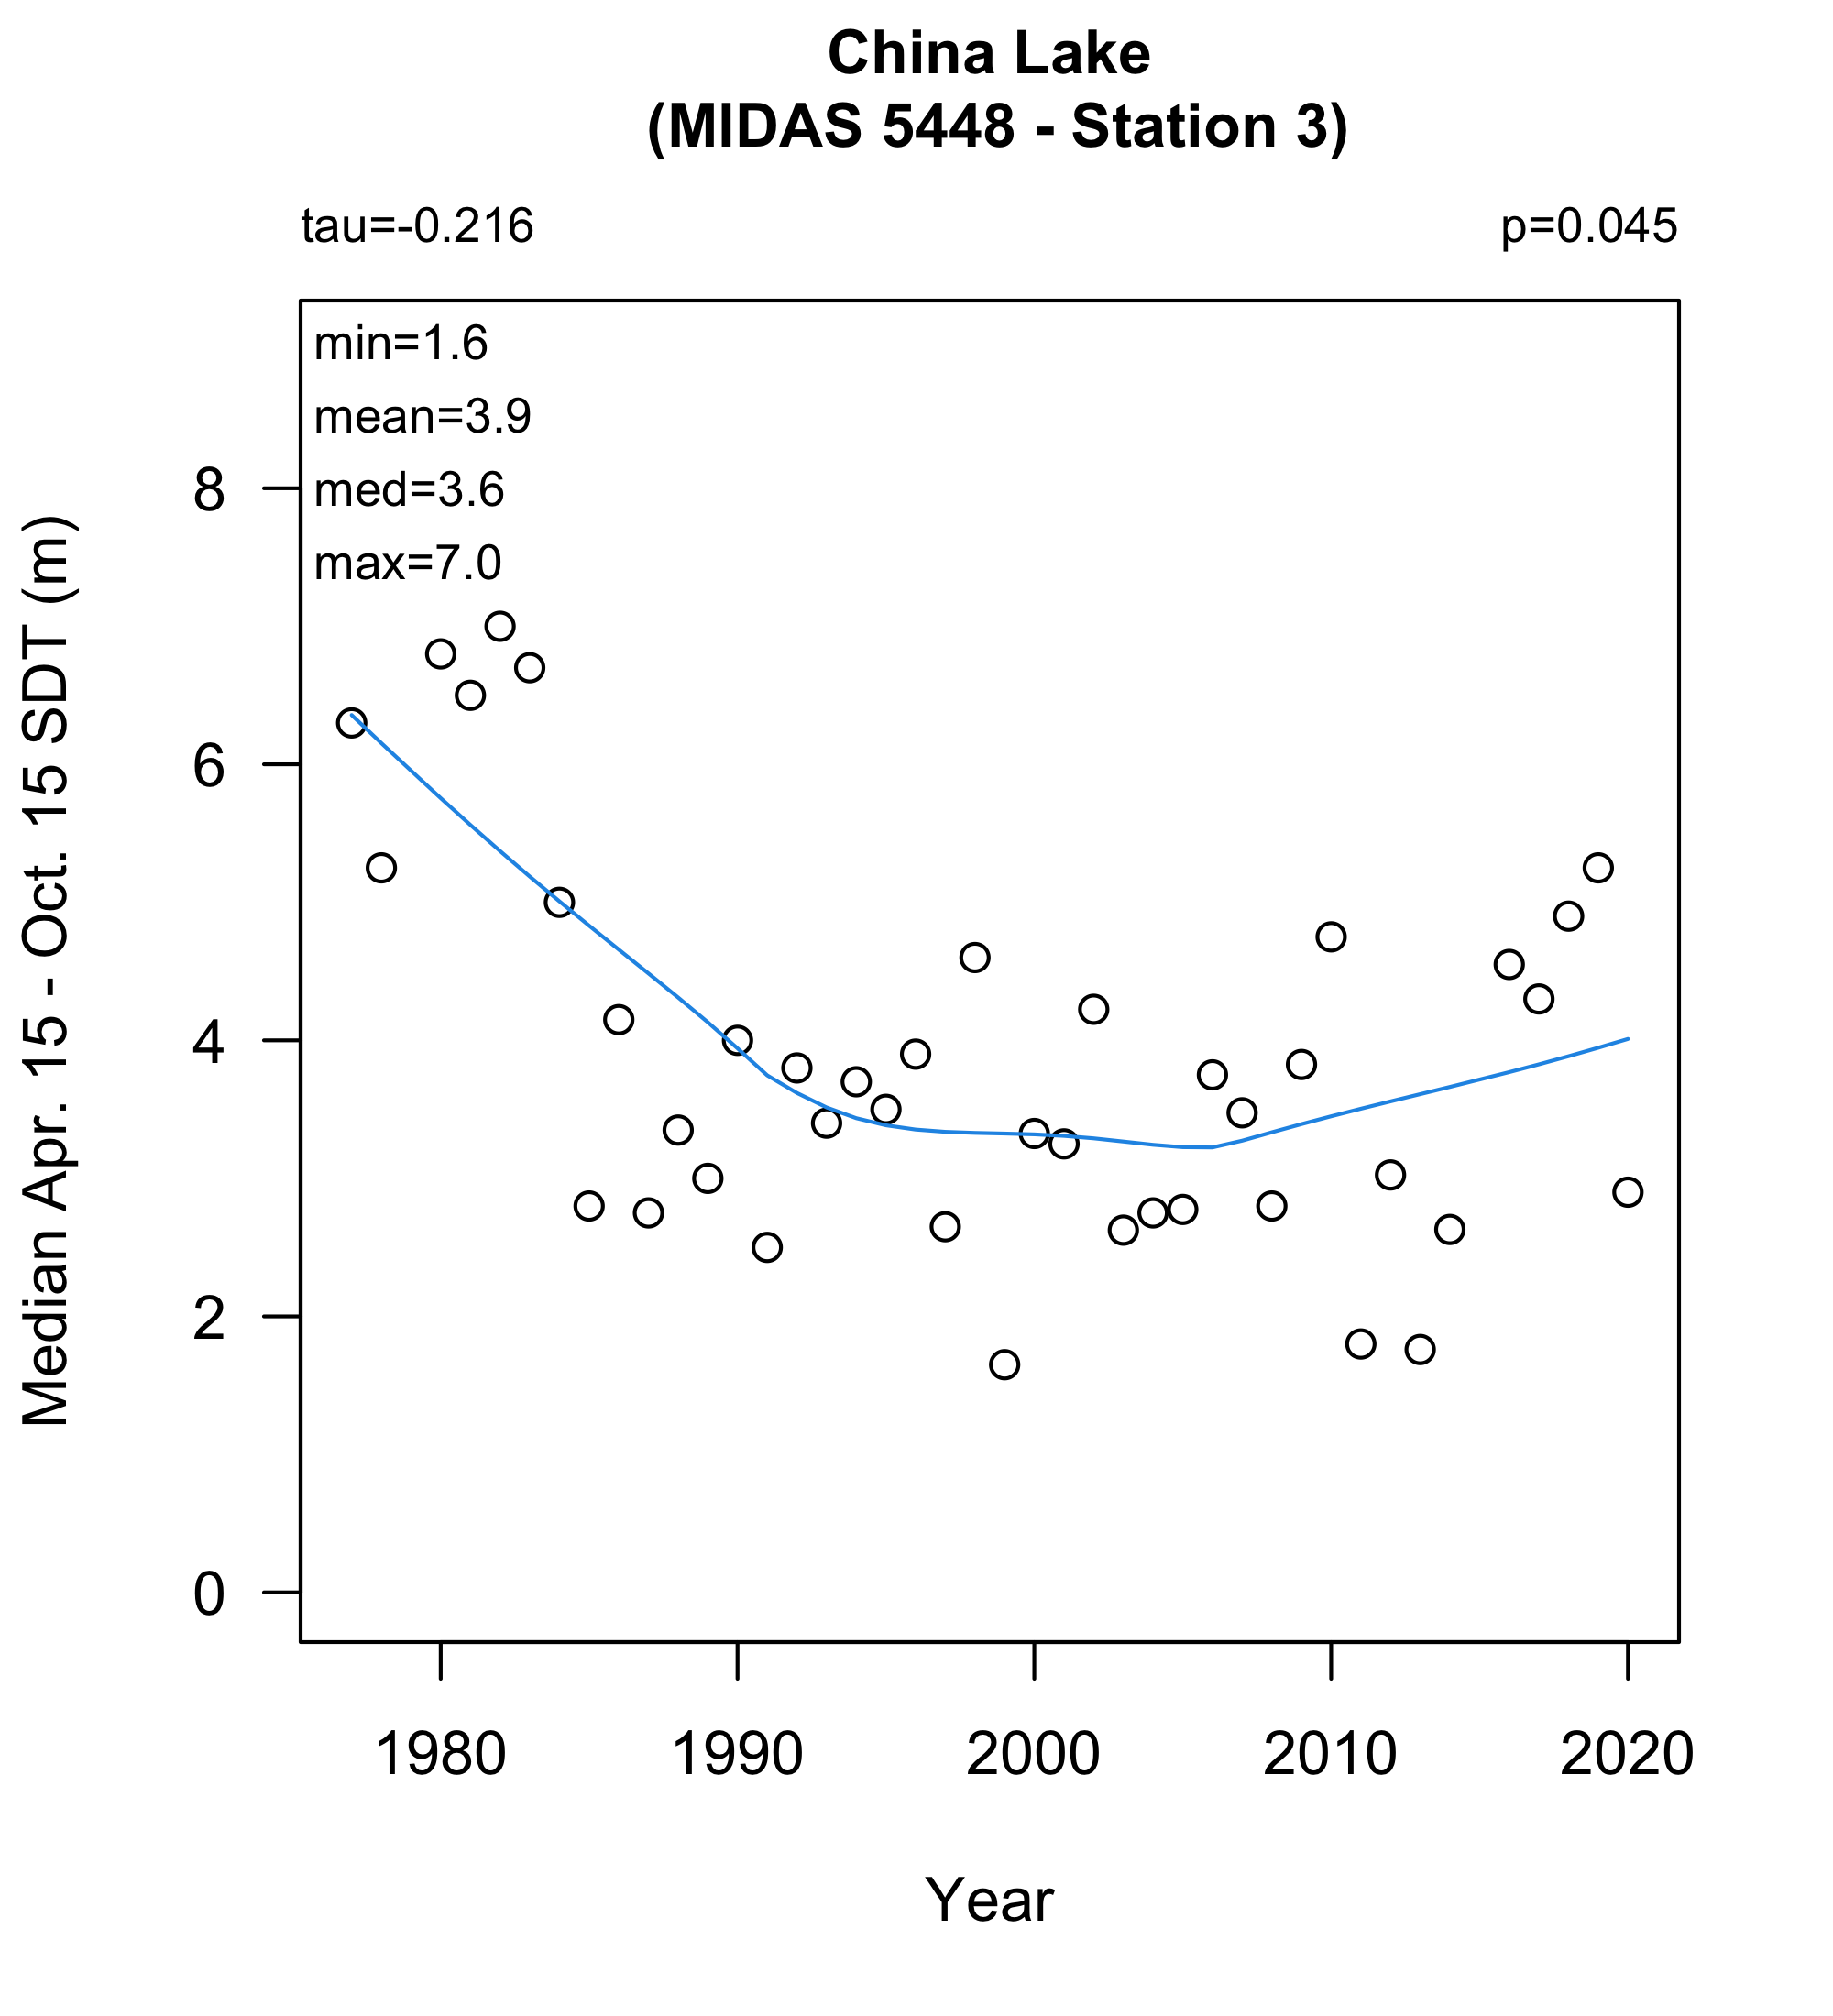 China Lake
(MIDAS 5448 - Station 3)
tau=-0.216
p=0.045
min=1.6
mean=3.9
med=3.6
max=7.0
Median Apr. 15 - Oct. 15 SDT (m)
8
6
4
2
0
1980 1990 2000 2010 2020
Year